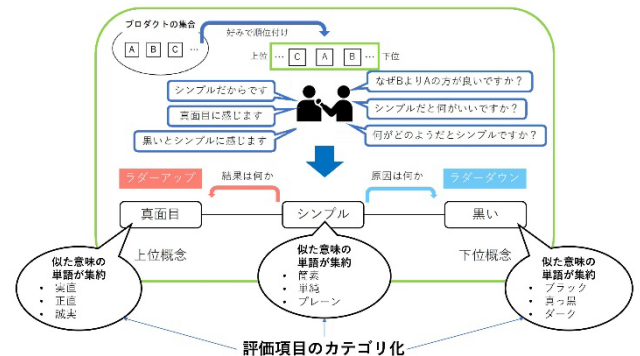 プロダクトの集合
A B C …
好みで順位付け
上位 … C A B … 下位
シンプルだからです
なぜBよりAの方が良いですか？
真面目に感じます
シンプルだと何がいいですか？
黒いとシンプルに感じます
何がどのようだとシンプルですか？
ラダーアップ
結果は何か
原因は何か
ラダーダウン
真面目
シンプル
黒い
上位概念
下位概念
似た意味の
単語が集約
• 実直
• 正直
• 誠実
似た意味の
単語が集約
• 簡素
• 単純
• プレーン
似た意味の
単語が集約
• ブラック
• 真っ黒
• ダーク
評価項目のカテゴリ化